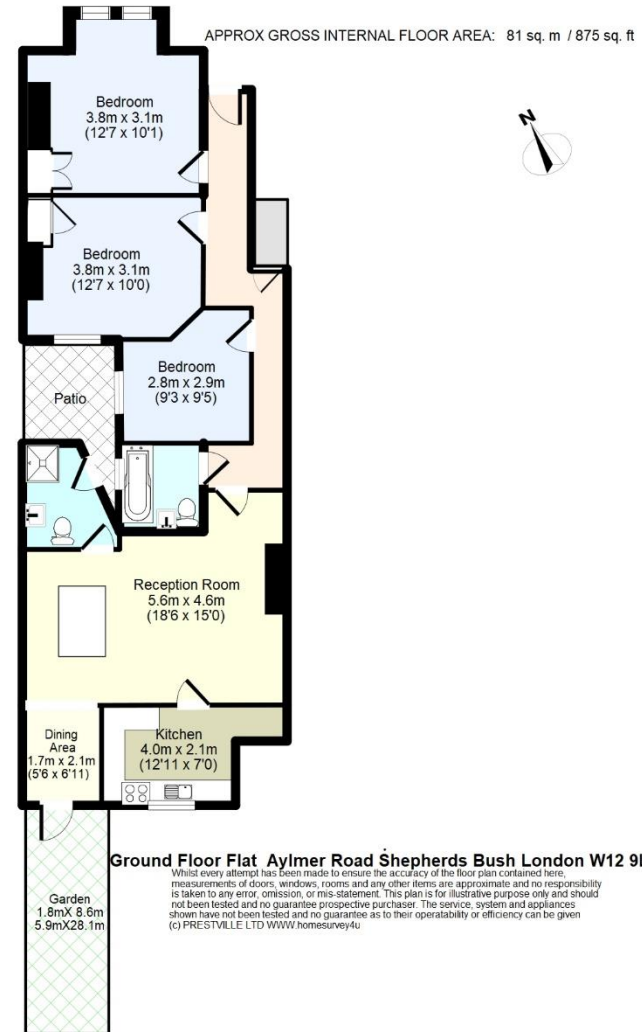 APPROX GROSS INTERNAL FLOOR AREA: 81 sq. m / 875 sq. ft
N
Bedroom
3.8m x 3.1m
(12'7 x 10'1)
Bedroom
3.8m x 3.1m
(12'7 x 10'0)
Bedroom
2.8m x 2.9m
(9'3 x 9'5)
Patio
Reception Room
5.6m x 4.6m
(18'6 x 15'0)
Dining
Area
1.7m x 2.1m
(5'6 x 6'11)
Kitchen
4.0m x 2.1m
(12'11 x 7'0)
Garden
1.8mX 8.6m
5.9mX28.1m
Ground Floor Flat Aylmer Road Shepherds Bush London W12 9
Whilst every attempt has been made to ensure the accuracy of the floor plan contained here,
measurements of doors, windows, rooms and any other items are approximate and no responsibility
is taken to any error, omission, or mis-statement. This plan is for illustrative purpose only and should
not been tested and no guarantee prospective purchaser. The service, system and appliances
shown have not been tested and no guarantee as to their operatability or efficiency can be given
(c) PRESTVILLE LTD WWW.homesurvey4u